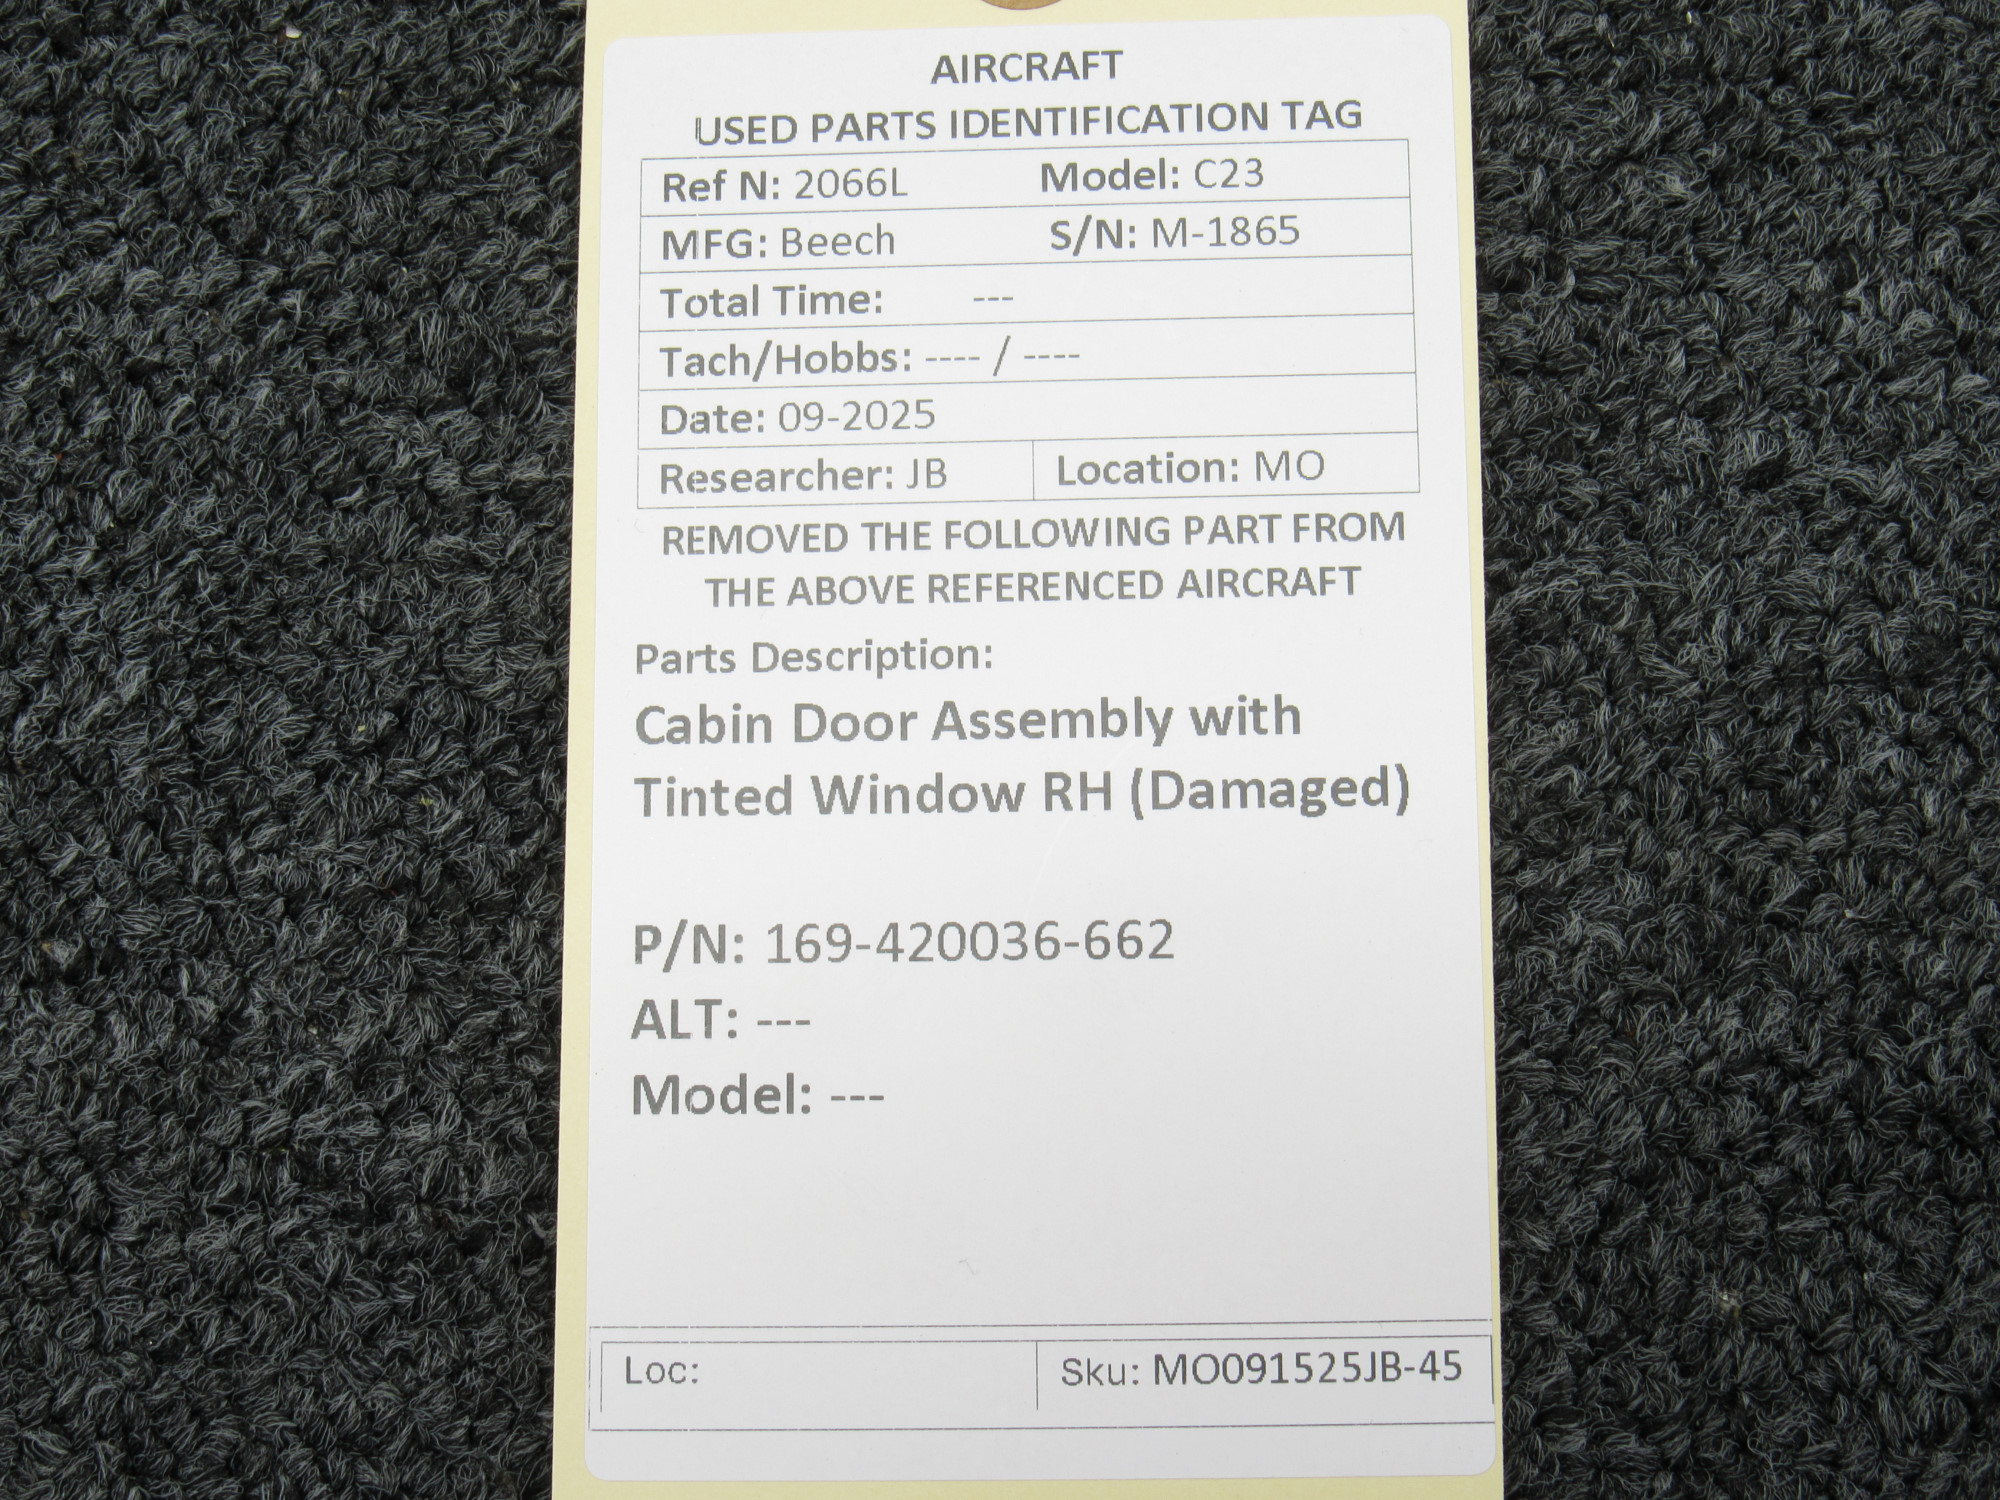 AIRCRAFT
USED PARTS IDENTIFICATION TAG
Ref N: 2066L Model: C23
MFG: Beech S/N: M-1865
Total Time: ---
Tach/Hobbs: ---- / ----
Date: 09-2025
Researcher: JB Location: MO
REMOVED THE FOLLOWING PART FROM
THE ABOVE REFERENCED AIRCRAFT
Parts Description:
Cabin Door Assembly with
Tinted Window RH (Damaged)
P/N: 169-420036-662
ALT: ---
Model: ---
Loc: Sku: MO091525JB-45